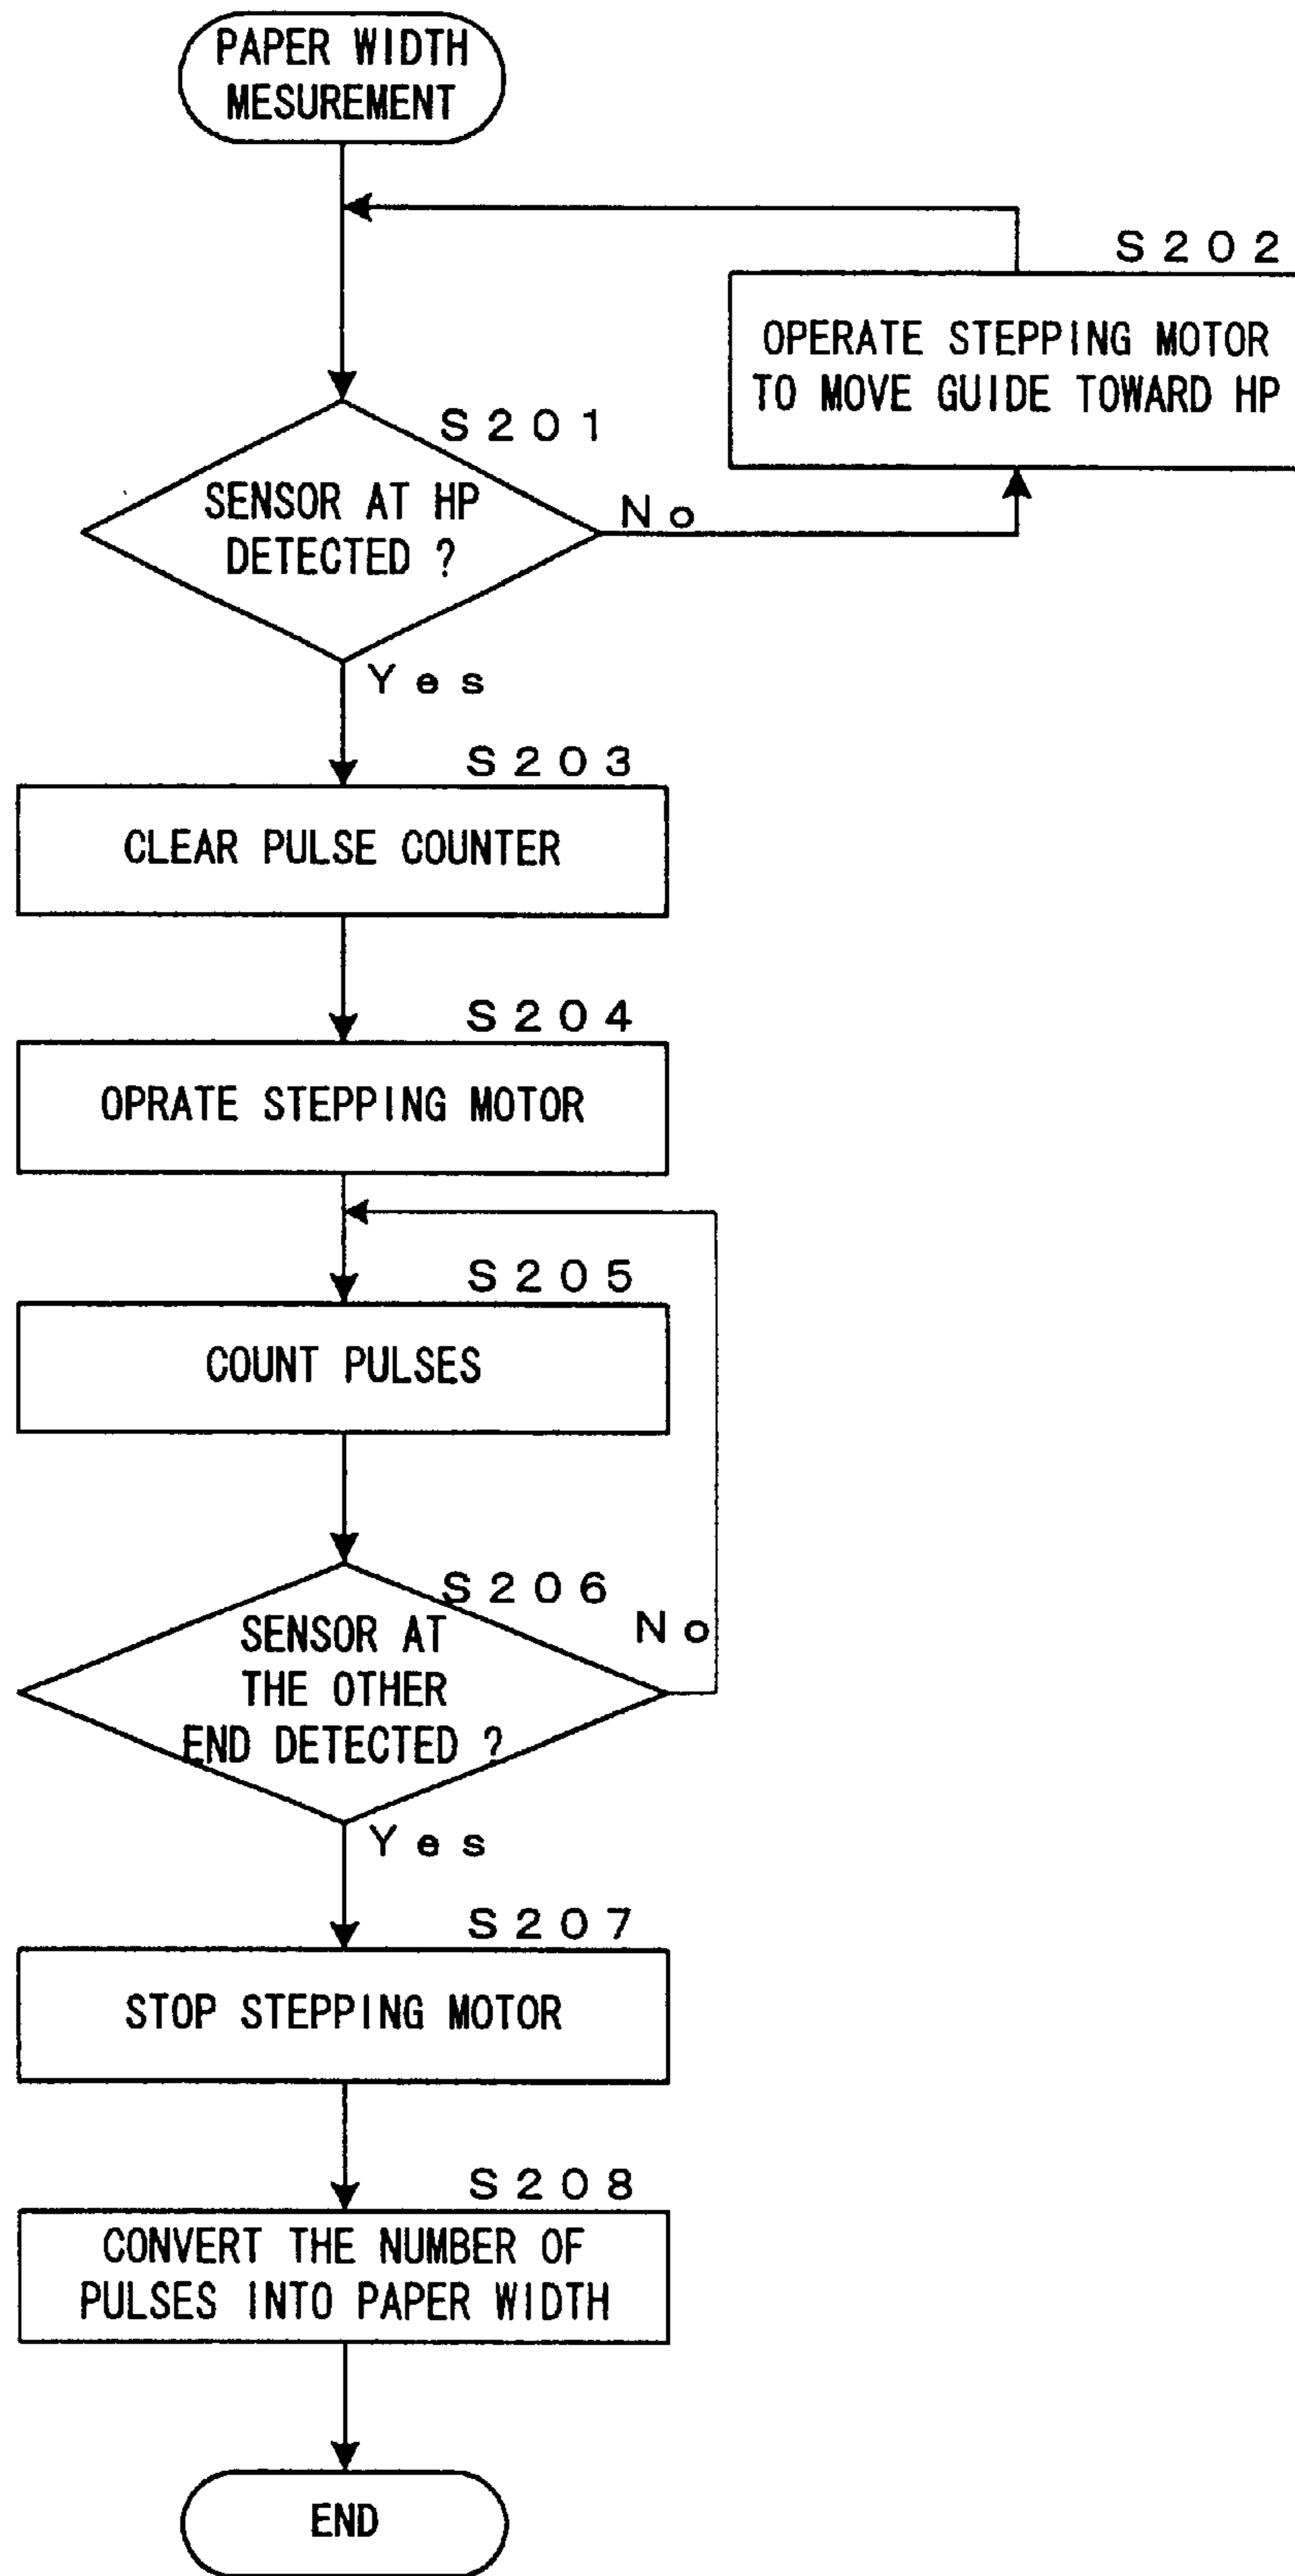 PAPER WIDTH
MESUREMENT
S202
OPERATE STEPPING MOTOR
TO MOVE GUIDE TOWARD HP
S201
SENSOR AT HP
DETECTED ?
No
Yes
S203
CLEAR PULSE COUNTER
S204
OPRATE STEPPING MOTOR
S205
COUNT PULSES
S206
SENSOR AT
THE OTHER
END DETECTED ?
No
Yes
S207
STOP STEPPING MOTOR
S208
CONVERT THE NUMBER OF
PULSES INTO PAPER WIDTH
END